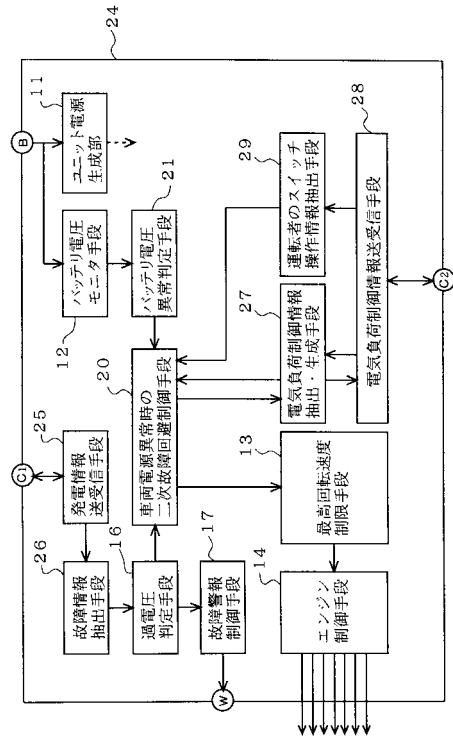 24
B
11
ユニット電源
生成部
12
バッテリ電圧
モニタ手段
21
バッテリ電圧
異常判定手段
29
運転者のスイッチ
操作情報抽出手段
28
電気負荷制御情報送受信手段
C2
27
電気負荷制御情報
抽出・生成手段
20
車両電源異常時の
二次故障回避制御手段
C1
25
発電情報
送受信手段
26
故障情報
抽出手段
16
過電圧
判定手段
17
故障警報
制御手段
W
13
最高回転速度
制限手段
14
エンジン
制御手段